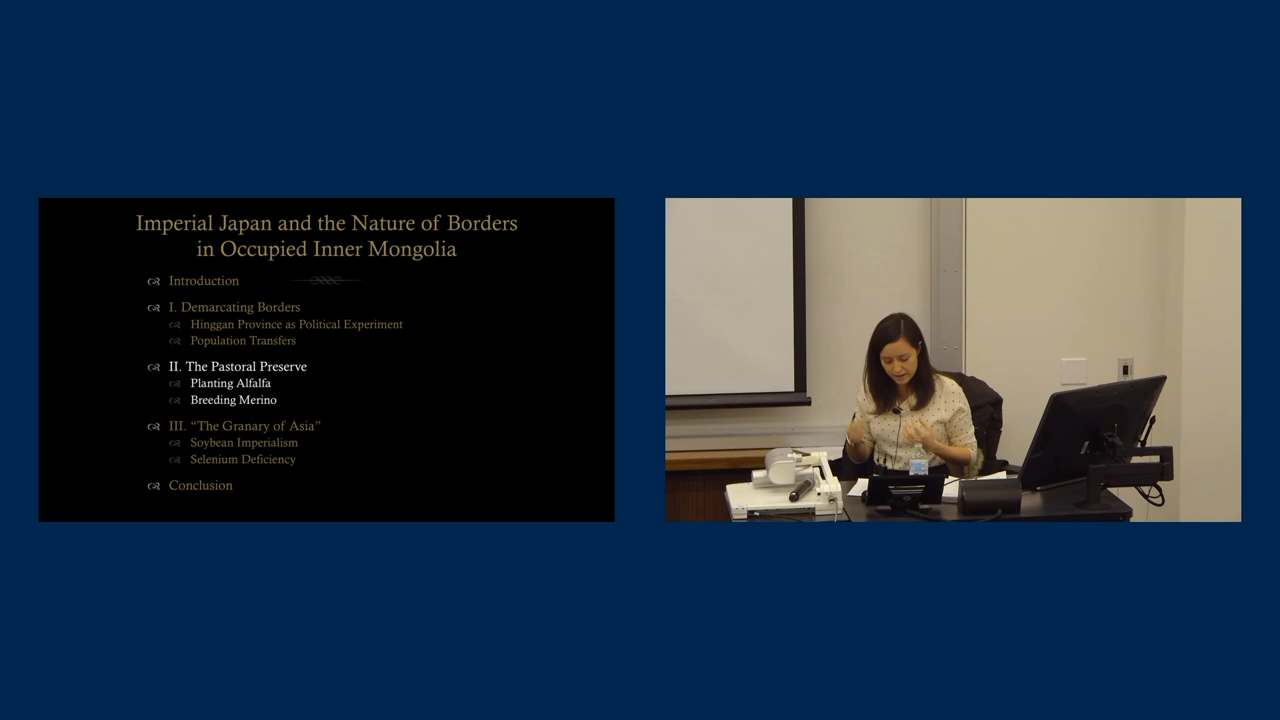 Imperial Japan and the Nature of Borders
in Occupied Inner Mongolia
Introduction
I. Demarcating Borders
Hinggan Province as Political Experiment
Population Transfers
II. The Pastoral Preserve
Planting Alfalfa
Breeding Merino
III. “The Granary of Asia”
Soybean Imperialism
Selenium Deficiency
Conclusion